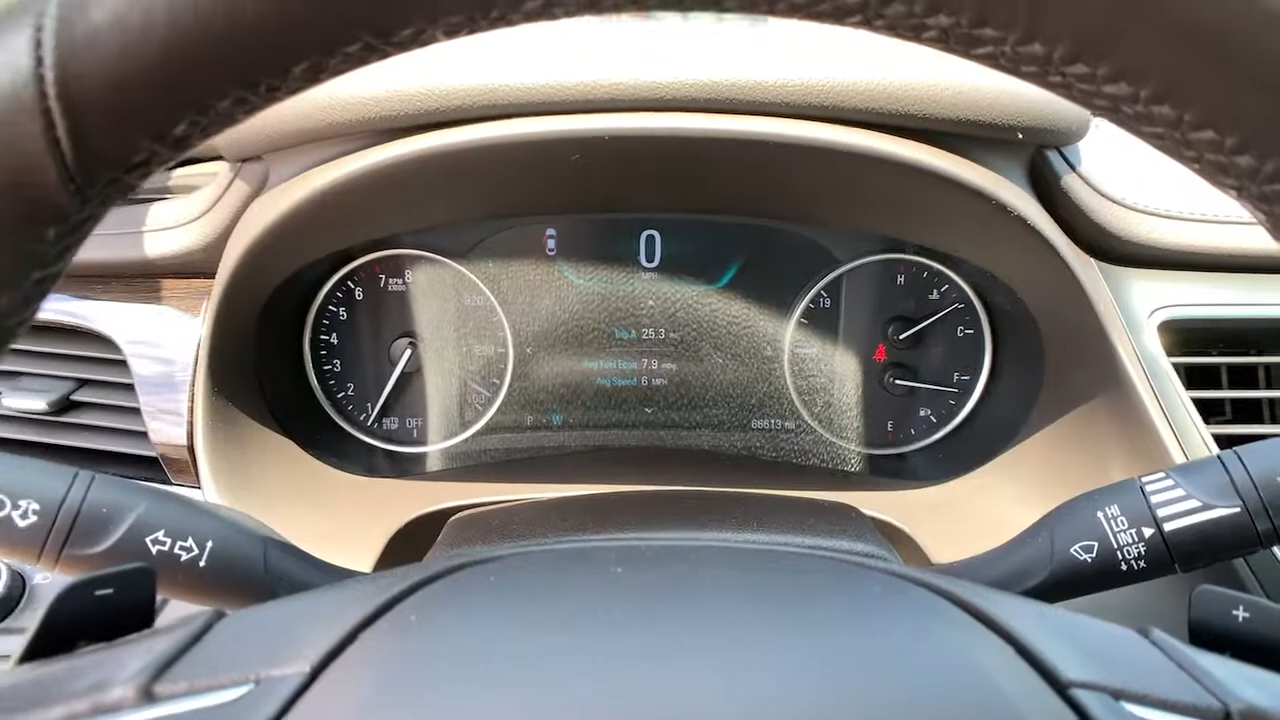 0
MPH
8
7 RPM X1000
6
5
4
3
2
1
AUTO STOP OFF
Trip A 25.3 mi
Avg Fuel Econ 7.9 mpg
Avg Speed 6 MPH
P W
66613 mi
19
H
C
F
E
HI
LO
INT
OFF
1x
-
+